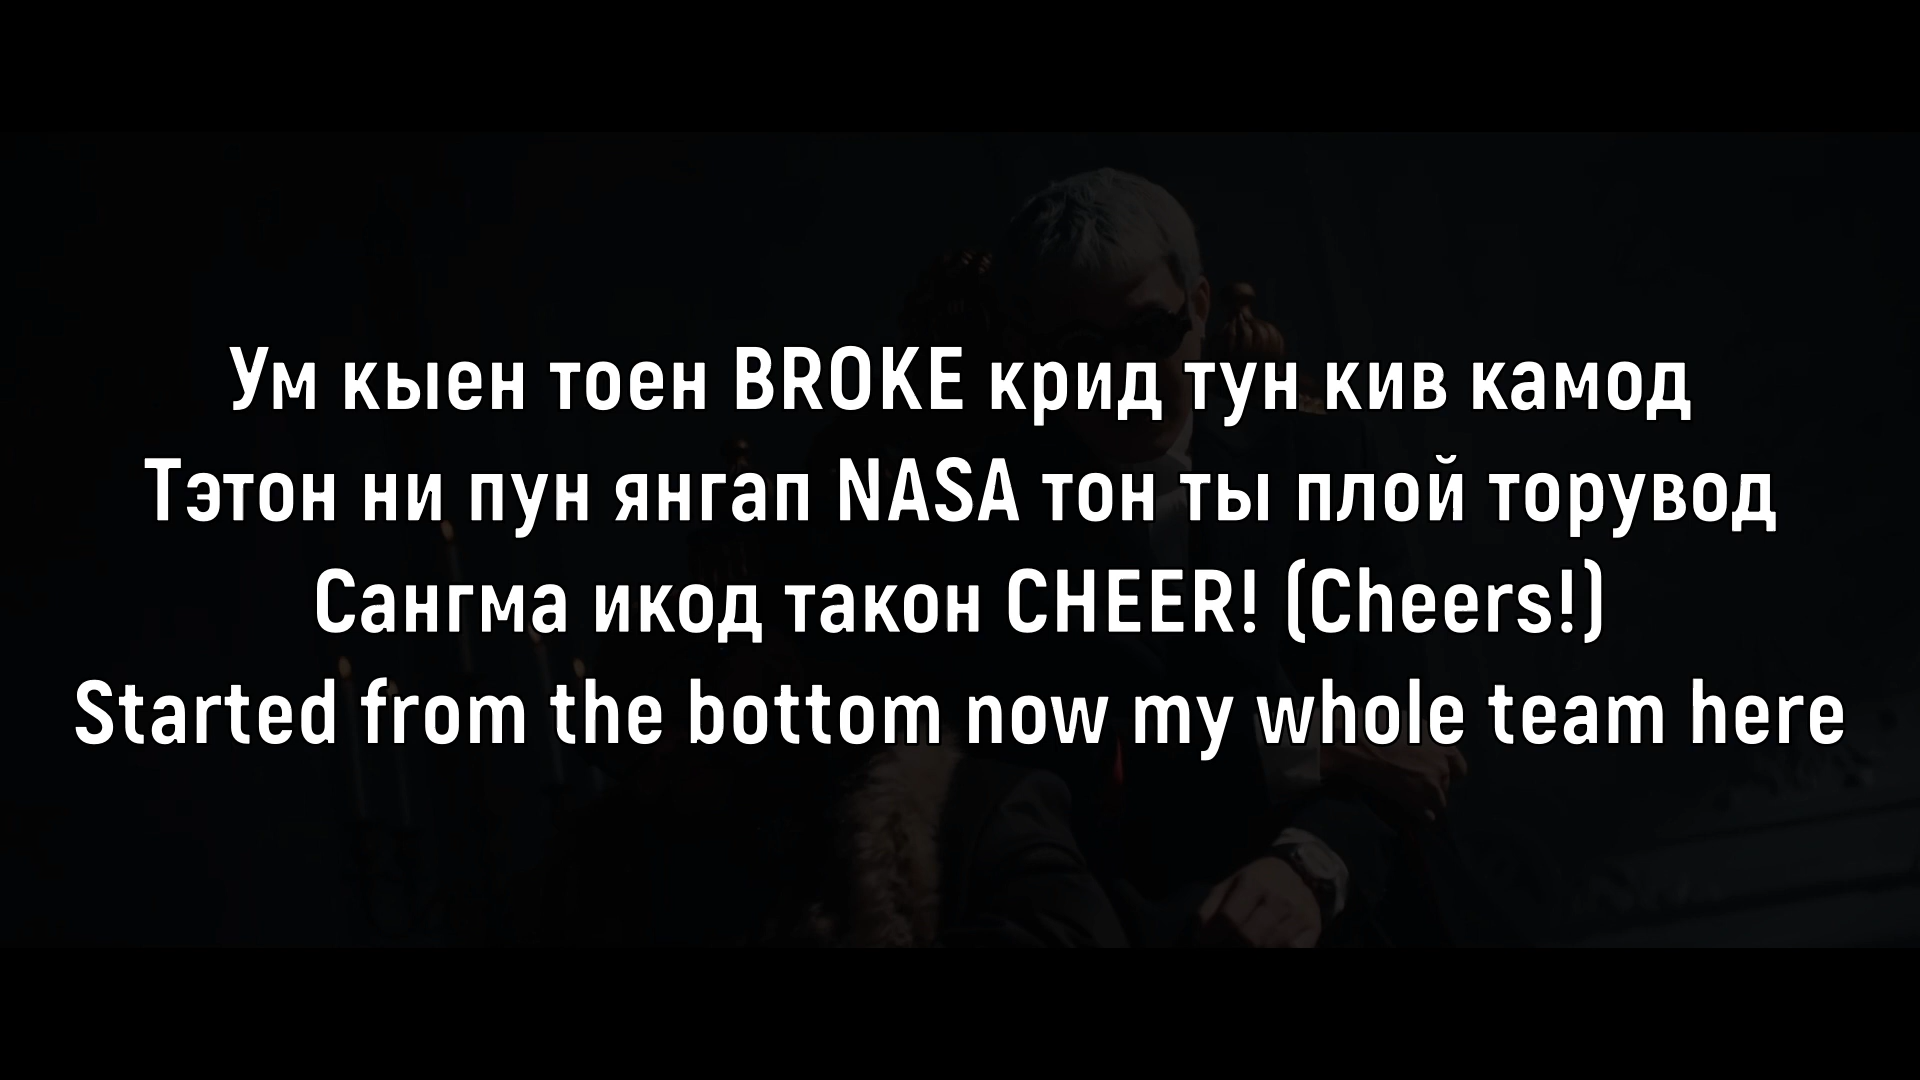 Ум кыен тоен BROKE крид тун кив камод
Тэтон ни пун янгап NASA тон ты плой торувод
Сангма икод такон CHEER! (Cheers!)
Started from the bottom now my whole team here